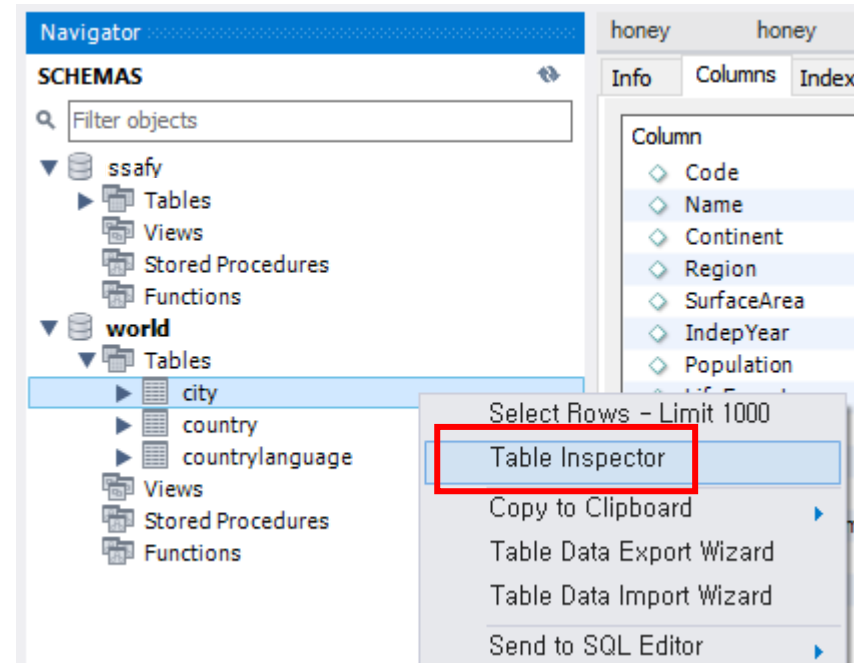 Navigator
SCHEMAS
Filter objects
ssafy
Tables
Views
Stored Procedures
Functions
world
Tables
city
country
countrylanguage
Views
Stored Procedures
Functions
honey honey
Info Columns Index
Column
Code
Name
Continent
Region
SurfaceArea
IndepYear
Population
Select Rows - Limit 1000
Table Inspector
Copy to Clipboard
Table Data Export Wizard
Table Data Import Wizard
Send to SQL Editor